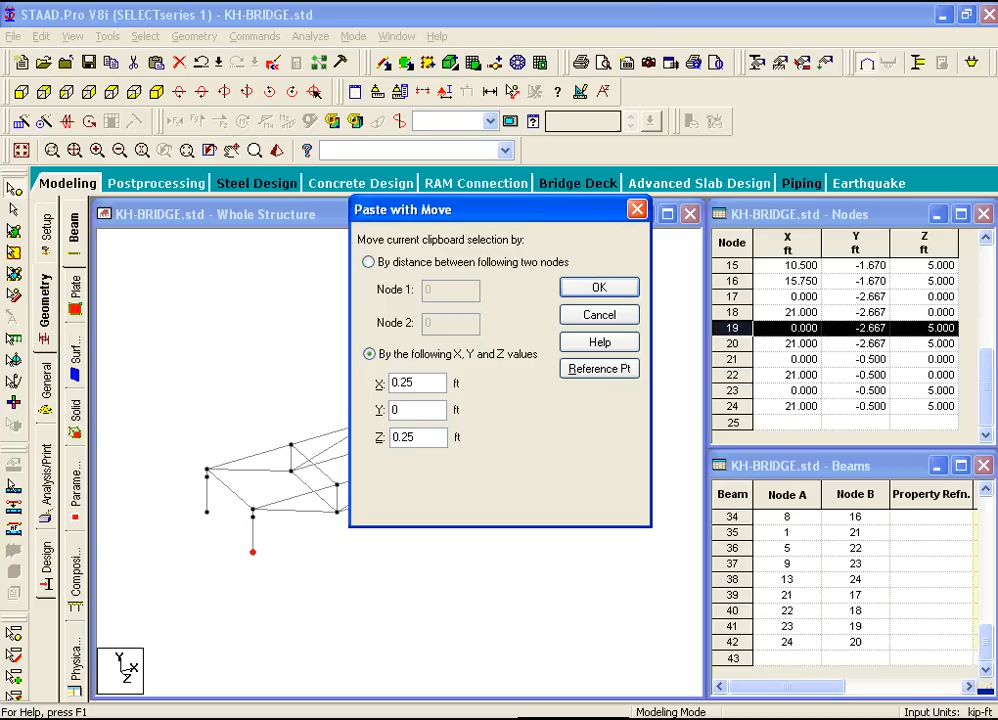 STAAD.Pro V8i (SELECTseries 1) - KH-BRIDGE.std
File Edit View Tools Select Geometry Commands Analyze Mode Window Help
Modeling Postprocessing Steel Design Concrete Design RAM Connection Bridge Deck Advanced Slab Design Piping Earthquake
Setup
Geometry
General
Analysis/Print
Design
Beam
Plate
Surf...
Solid
Parame...
Composi...
Physica...
KH-BRIDGE.std - Whole Structure
Y
X
Z
Paste with Move
Move current clipboard selection by:
By distance between following two nodes
Node 1: 0
Node 2: 0
By the following X, Y and Z values
X: 0.25 ft
Y: 0 ft
Z: 0.25 ft
OK
Cancel
Help
Reference Pt
KH-BRIDGE.std - Nodes
Node X ft Y ft Z ft
15 10.500 -1.670 5.000
16 15.750 -1.670 5.000
17 0.000 -2.667 0.000
18 21.000 -2.667 0.000
19 0.000 -2.667 5.000
20 21.000 -2.667 5.000
21 0.000 -0.500 0.000
22 21.000 -0.500 0.000
23 0.000 -0.500 5.000
24 21.000 -0.500 5.000
25
KH-BRIDGE.std - Beams
Beam Node A Node B Property Refn.
34 8 16
35 1 21
36 5 22
37 9 23
38 13 24
39 21 17
40 22 18
41 23 19
42 24 20
43
For Help, press F1
Modeling Mode
Input Units: kip-ft